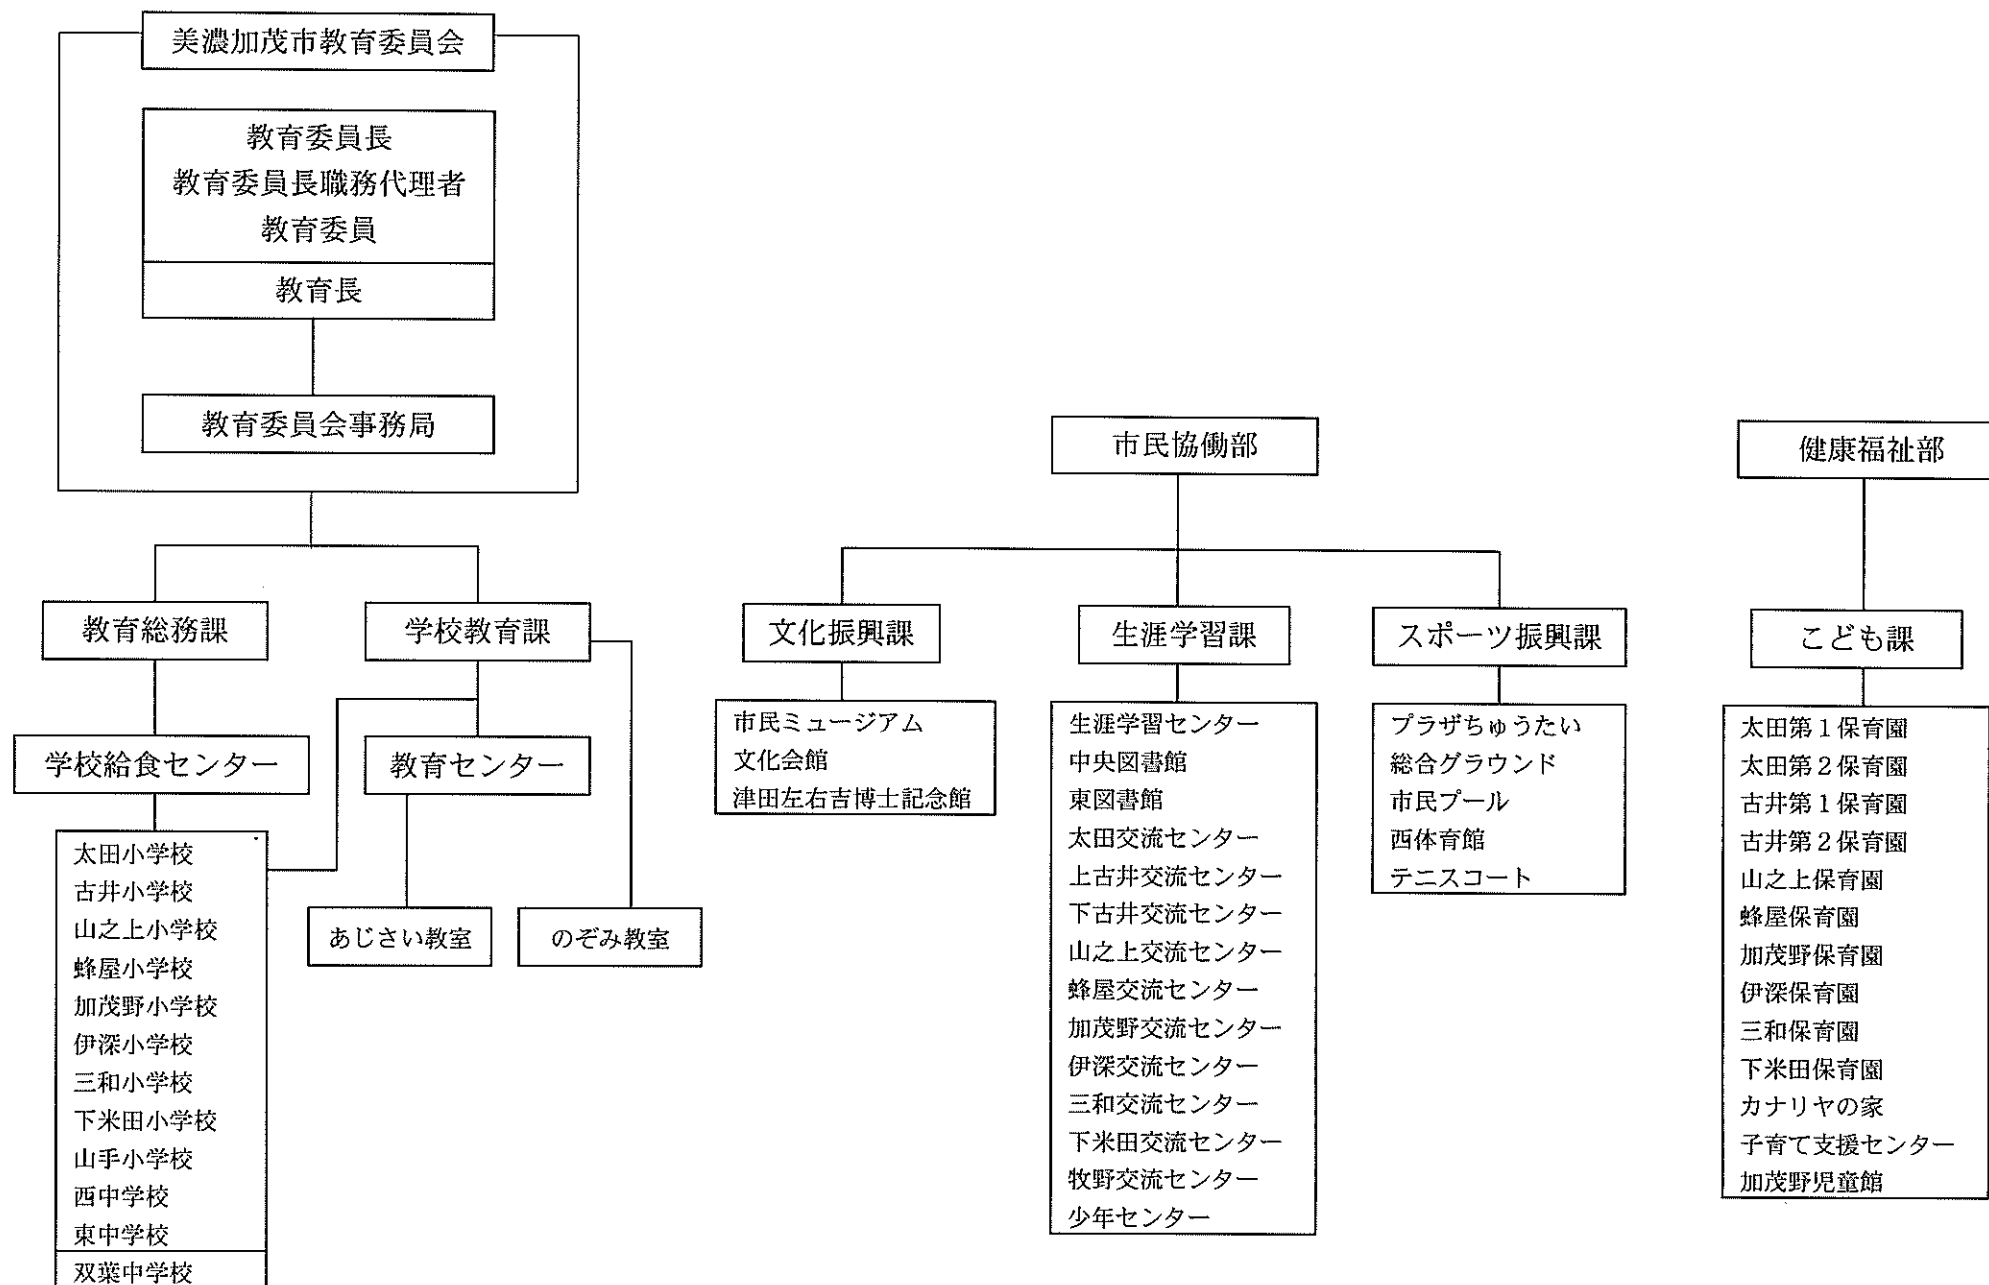 美濃加茂市教育委員会
教育委員長
教育委員長職務代理者
教育委員
教育長
教育委員会事務局
教育総務課
学校教育課
学校給食センター
教育センター
太田小学校
古井小学校
山之上小学校
蜂屋小学校
加茂野小学校
伊深小学校
三和小学校
下米田小学校
山手小学校
西中学校
東中学校
双葉中学校
あじさい教室
のぞみ教室
市民協働部
文化振興課
生涯学習課
スポーツ振興課
市民ミュージアム
文化会館
津田左右吉博士記念館
生涯学習センター
中央図書館
東図書館
太田交流センター
上古井交流センター
下古井交流センター
山之上交流センター
蜂屋交流センター
加茂野交流センター
伊深交流センター
三和交流センター
下米田交流センター
牧野交流センター
少年センター
プラザちゅうたい
総合グラウンド
市民プール
西体育館
テニスコート
健康福祉部
こども課
太田第1保育園
太田第2保育園
古井第1保育園
古井第2保育園
山之上保育園
蜂屋保育園
加茂野保育園
伊深保育園
三和保育園
下米田保育園
カナリヤの家
子育て支援センター
加茂野児童館